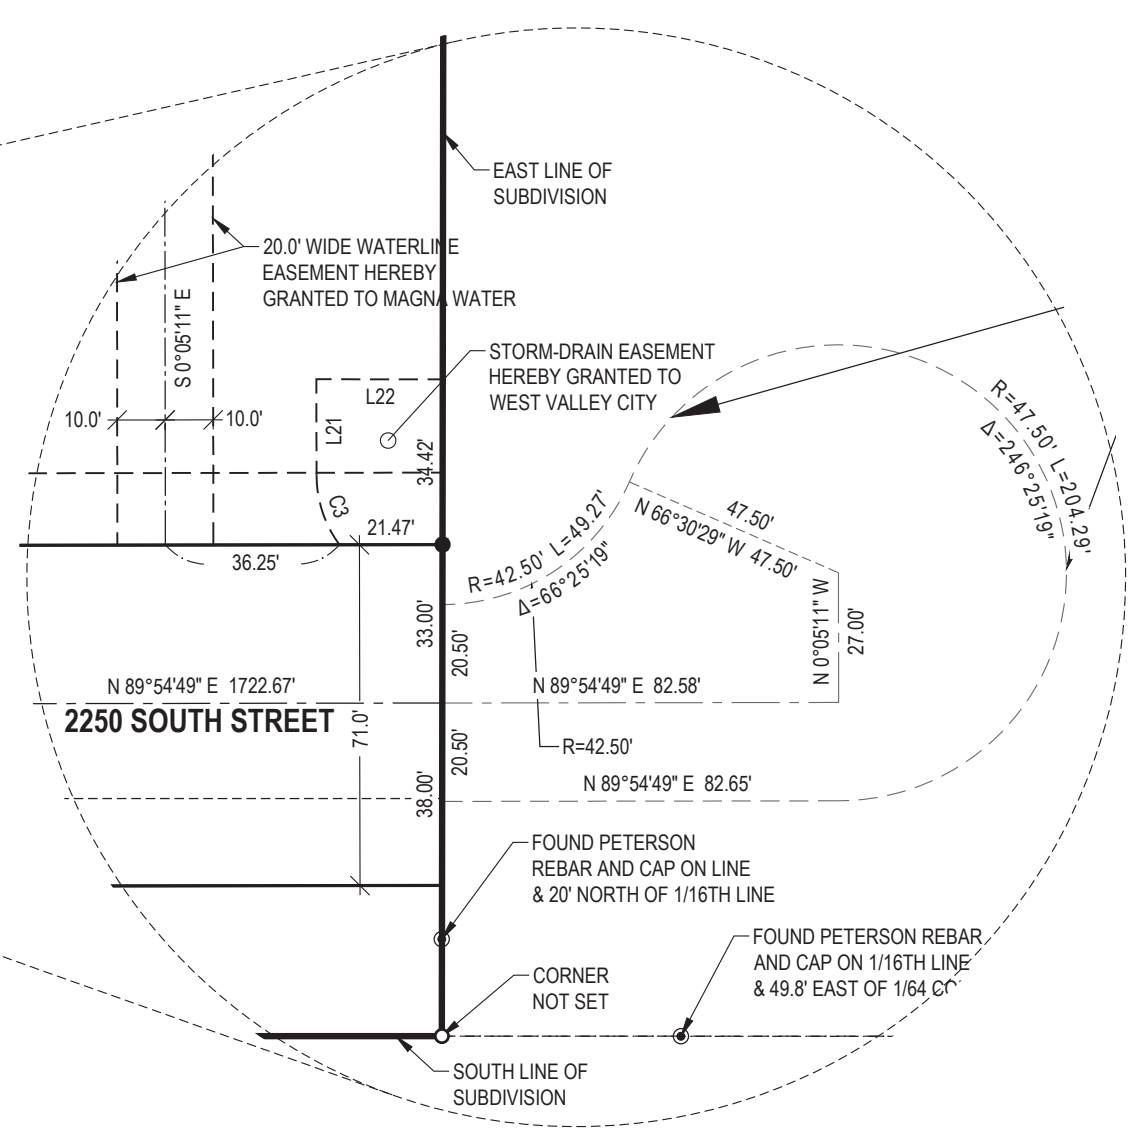 EAST LINE OF
SUBDIVISION
20.0' WIDE WATERLINE
EASEMENT HEREBY
GRANTED TO MAGNA WATER
S 0°05'11" E
STORM-DRAIN EASEMENT
HEREBY GRANTED TO
WEST VALLEY CITY
L22
L21
10.0'
10.0'
34.42'
R=47.50' L=204.29'
Δ=246°25'19"
C3
21.47'
36.25'
47.50'
N 66°30'29" W 47.50'
R=42.50' L=49.27'
Δ=66°25'19"
N 0°05'11" W
27.00'
33.00'
20.50'
N 89°54'49" E 1722.67'
N 89°54'49" E 82.58'
2250 SOUTH STREET
71.0'
20.50'
R=42.50'
38.00'
N 89°54'49" E 82.65'
FOUND PETERSON
REBAR AND CAP ON LINE
& 20' NORTH OF 1/16TH LINE
FOUND PETERSON REBAR
AND CAP ON 1/16TH LINE
& 49.8' EAST OF 1/64
CORNER
NOT SET
SOUTH LINE OF
SUBDIVISION